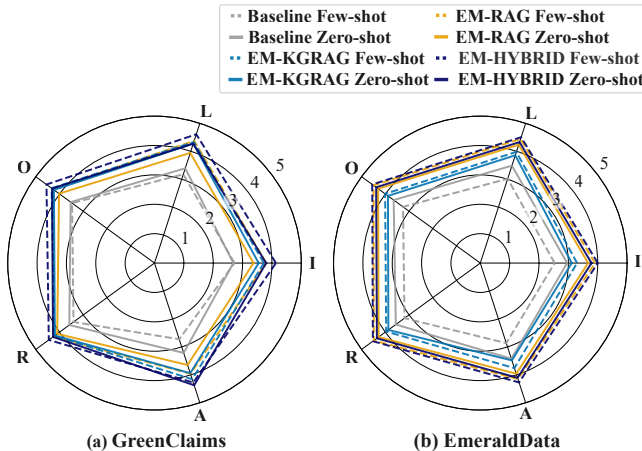 Baseline Few-shot
Baseline Zero-shot
EM-KGRAG Few-shot
EM-KGRAG Zero-shot
EM-RAG Few-shot
EM-RAG Zero-shot
EM-HYBRID Few-shot
EM-HYBRID Zero-shot
L
O
I
R
A
1
2
3
4
5
(a) GreenClaims
L
O
I
R
A
1
2
3
4
5
(b) EmeraldData